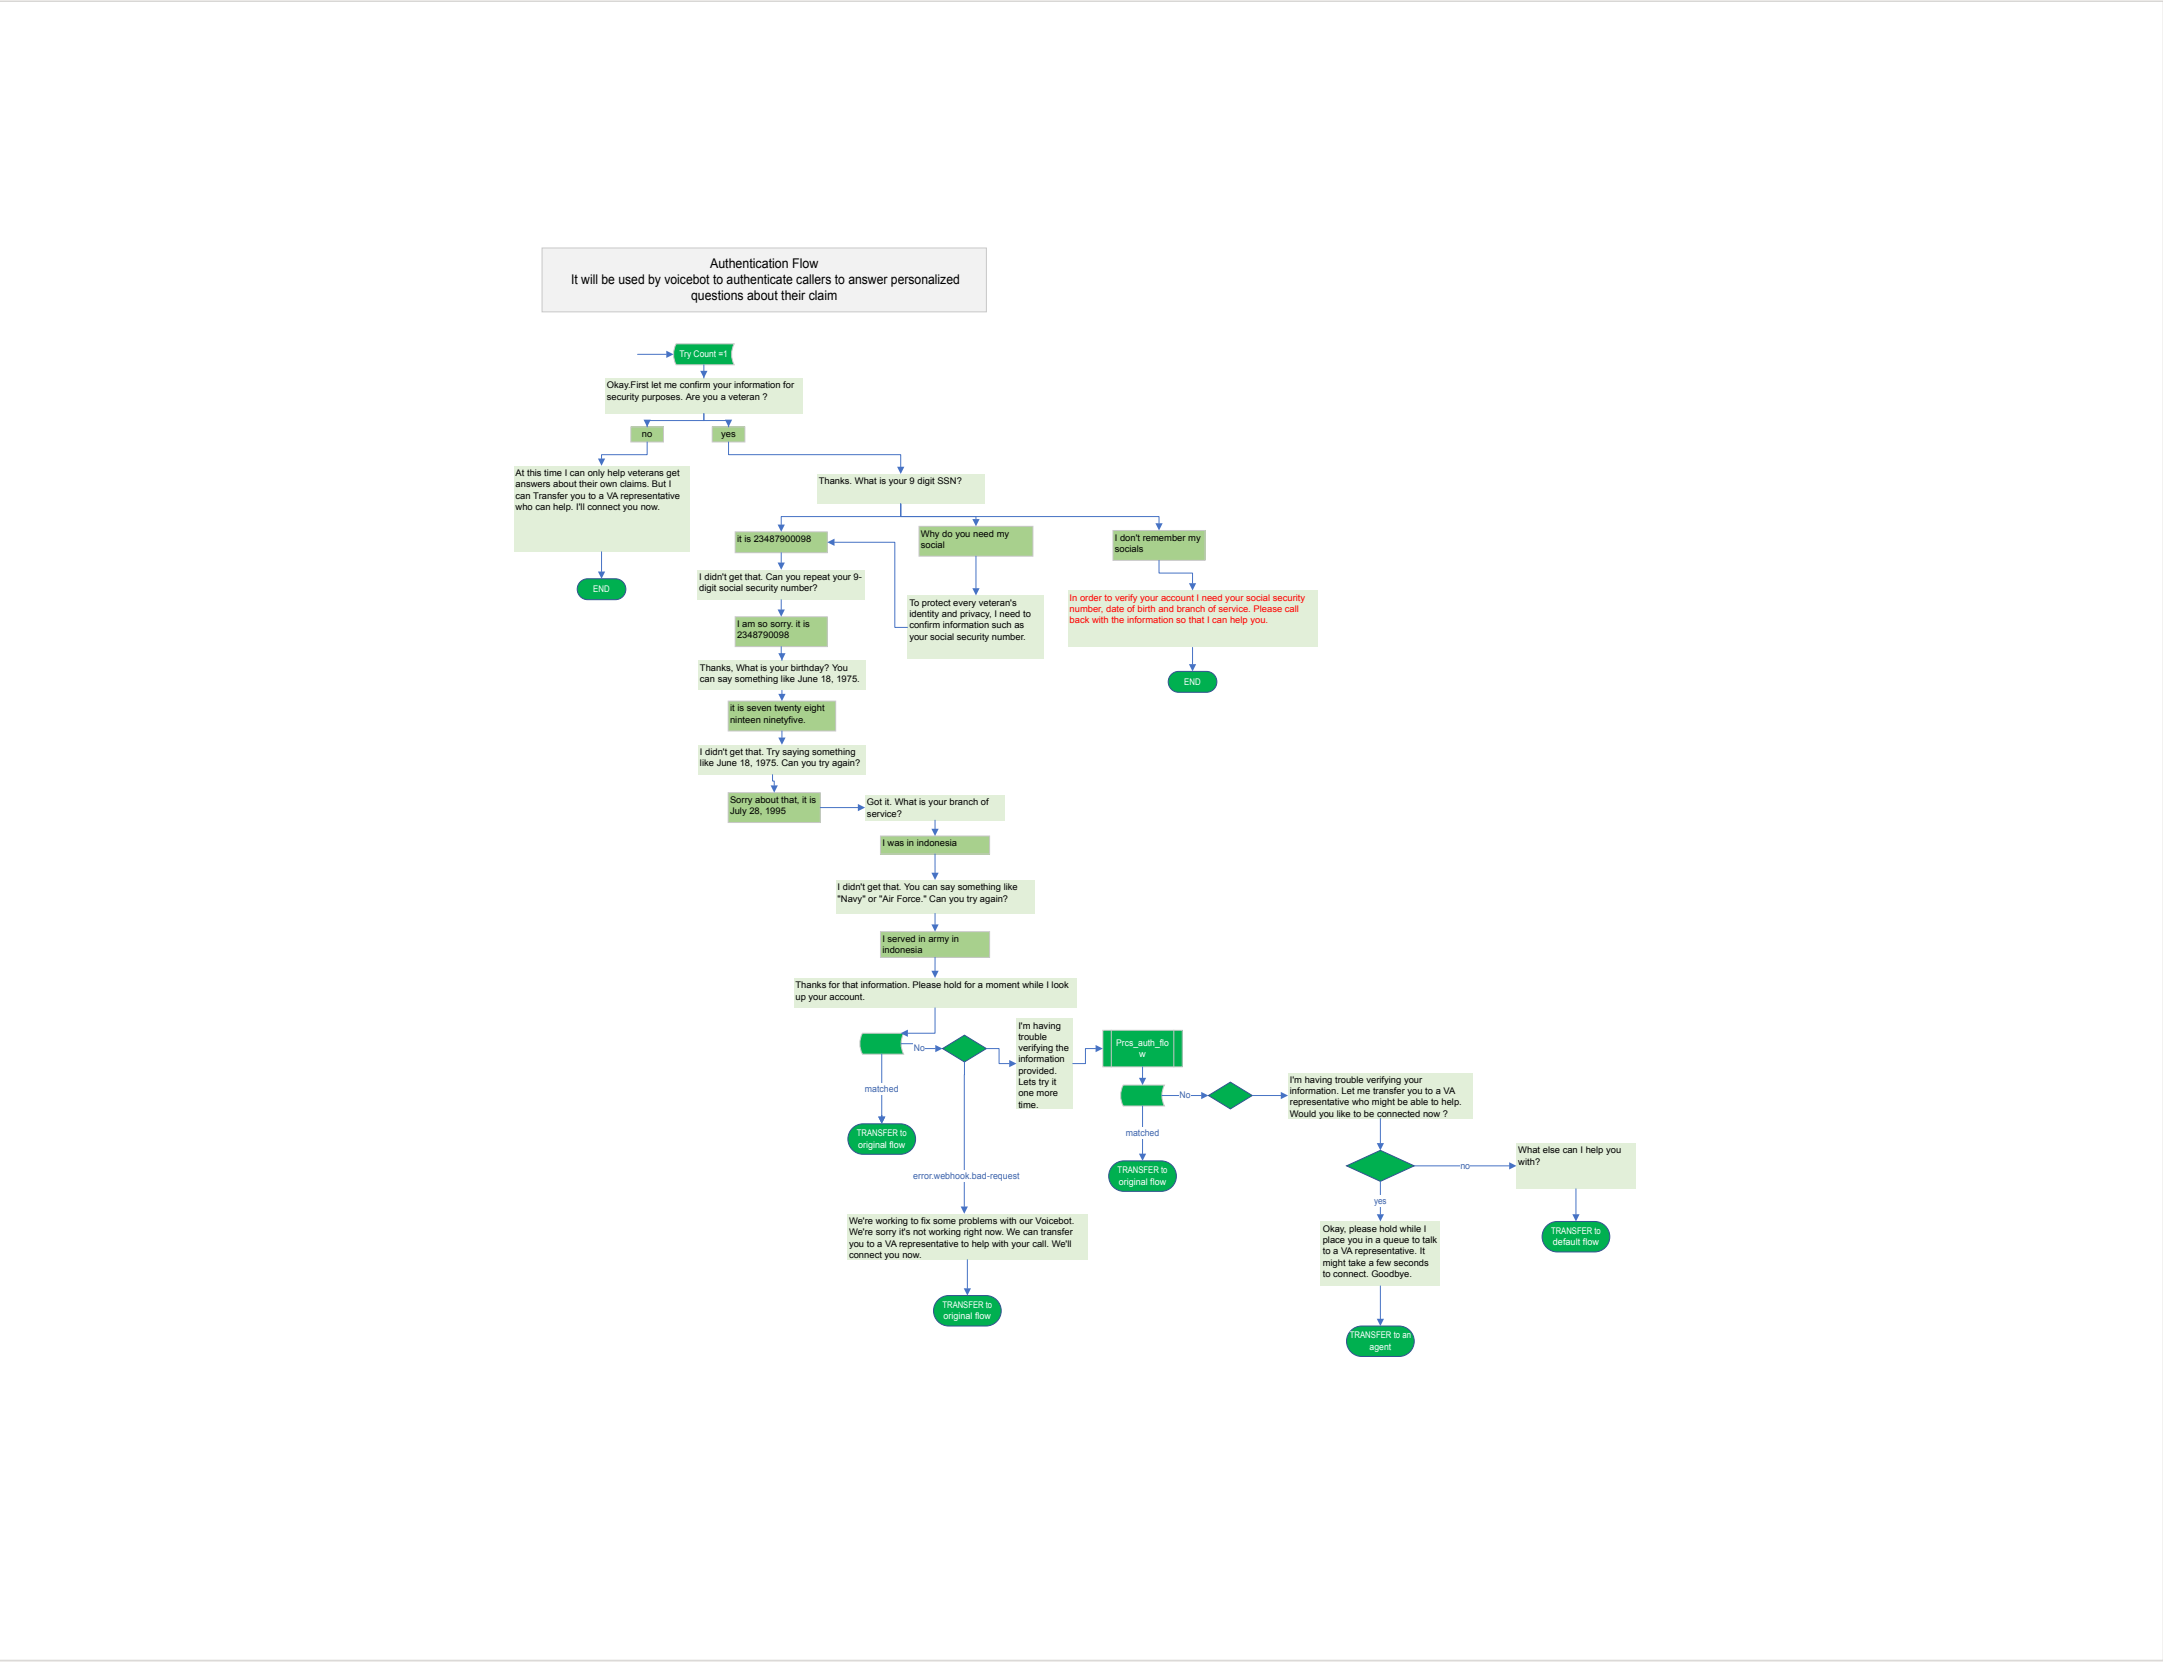 Authentication Flow
It will be used by voicebot to authenticate callers to answer personalized
questions about their claim
Try Count =1
Okay.First let me confirm your information for
security purposes. Are you a veteran ?
no
yes
At this time I can only help veterans get
answers about their own claims. But I
can Transfer you to a VA representative
who can help. I'll connect you now.
END
Thanks. What is your 9 digit SSN?
it is 23487900098
Why do you need my
social
I don't remember my
socials
I didn't get that. Can you repeat your 9-
digit social security number?
To protect every veteran's
identity and privacy, I need to
confirm information such as
your social security number.
In order to verify your account I need your social security
number, date of birth and branch of service. Please call
back with the information so that I can help you.
END
I am so sorry. it is
2348790098
Thanks, What is your birthday? You
can say something like June 18, 1975.
it is seven twenty eight
ninteen ninetyfive.
I didn't get that. Try saying something
like June 18, 1975. Can you try again?
Sorry about that, it is
July 28, 1995
Got it. What is your branch of
service?
I was in indonesia
I didn't get that. You can say something like
"Navy" or "Air Force." Can you try again?
I served in army in
indonesia
Thanks for that information. Please hold for a moment while I look
up your account.
No
matched
TRANSFER to
original flow
I'm having
trouble
verifying the
information
provided.
Lets try it
one more
time.
error.webhook.bad-request
We're working to fix some problems with our Voicebot.
We're sorry it's not working right now. We can transfer
you to a VA representative to help with your call. We'll
connect you now.
TRANSFER to
original flow
Prcs_auth_flo
w
No
matched
TRANSFER to
original flow
I'm having trouble verifying your
information. Let me transfer you to a VA
representative who might be able to help.
Would you like to be connected now ?
no
What else can I help you
with?
TRANSFER to
default flow
yes
Okay, please hold while I
place you in a queue to talk
to a VA representative. It
might take a few seconds
to connect. Goodbye.
TRANSFER to an
agent